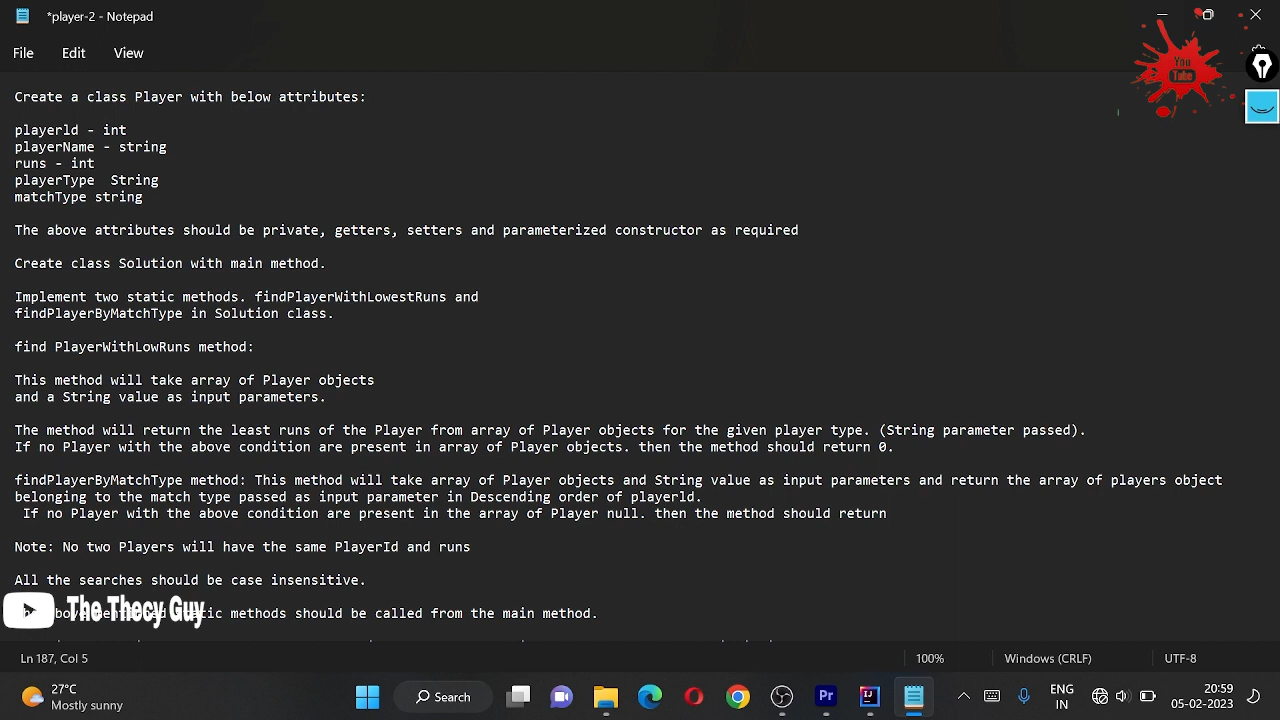 *player-2 - Notepad
File Edit View
You
Tube
Create a class Player with below attributes:
playerld - int
playerName - string
runs - int
playerType  String
matchType string
The above attributes should be private, getters, setters and parameterized constructor as required
Create class Solution with main method.
Implement two static methods. findPlayerWithLowestRuns and
findPlayerByMatchType in Solution class.
find PlayerWithLowRuns method:
This method will take array of Player objects
and a String value as input parameters.
The method will return the least runs of the Player from array of Player objects for the given player type. (String parameter passed).
If no Player with the above condition are present in array of Player objects. then the method should return 0.
findPlayerByMatchType method: This method will take array of Player objects and String value as input parameters and return the array of players object
belonging to the match type passed as input parameter in Descending order of playerld.
If no Player with the above condition are present in the array of Player null. then the method should return
Note: No two Players will have the same PlayerId and runs
All the searches should be case insensitive.
The Thecy Guy
methods should be called from the main method.
Ln 187, Col 5 100% Windows (CRLF) UTF-8
27°C
Mostly sunny
Search
Pr
ENG
IN
20:59
05-02-2023